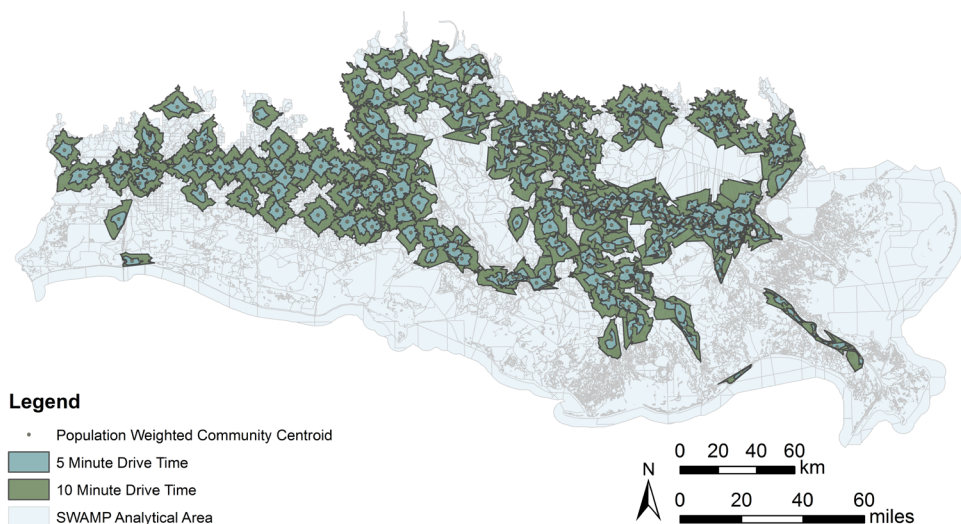 Legend
Population Weighted Community Centroid
5 Minute Drive Time
10 Minute Drive Time
SWAMP Analytical Area
N
0 20 40 60
km
0 20 40 60
miles